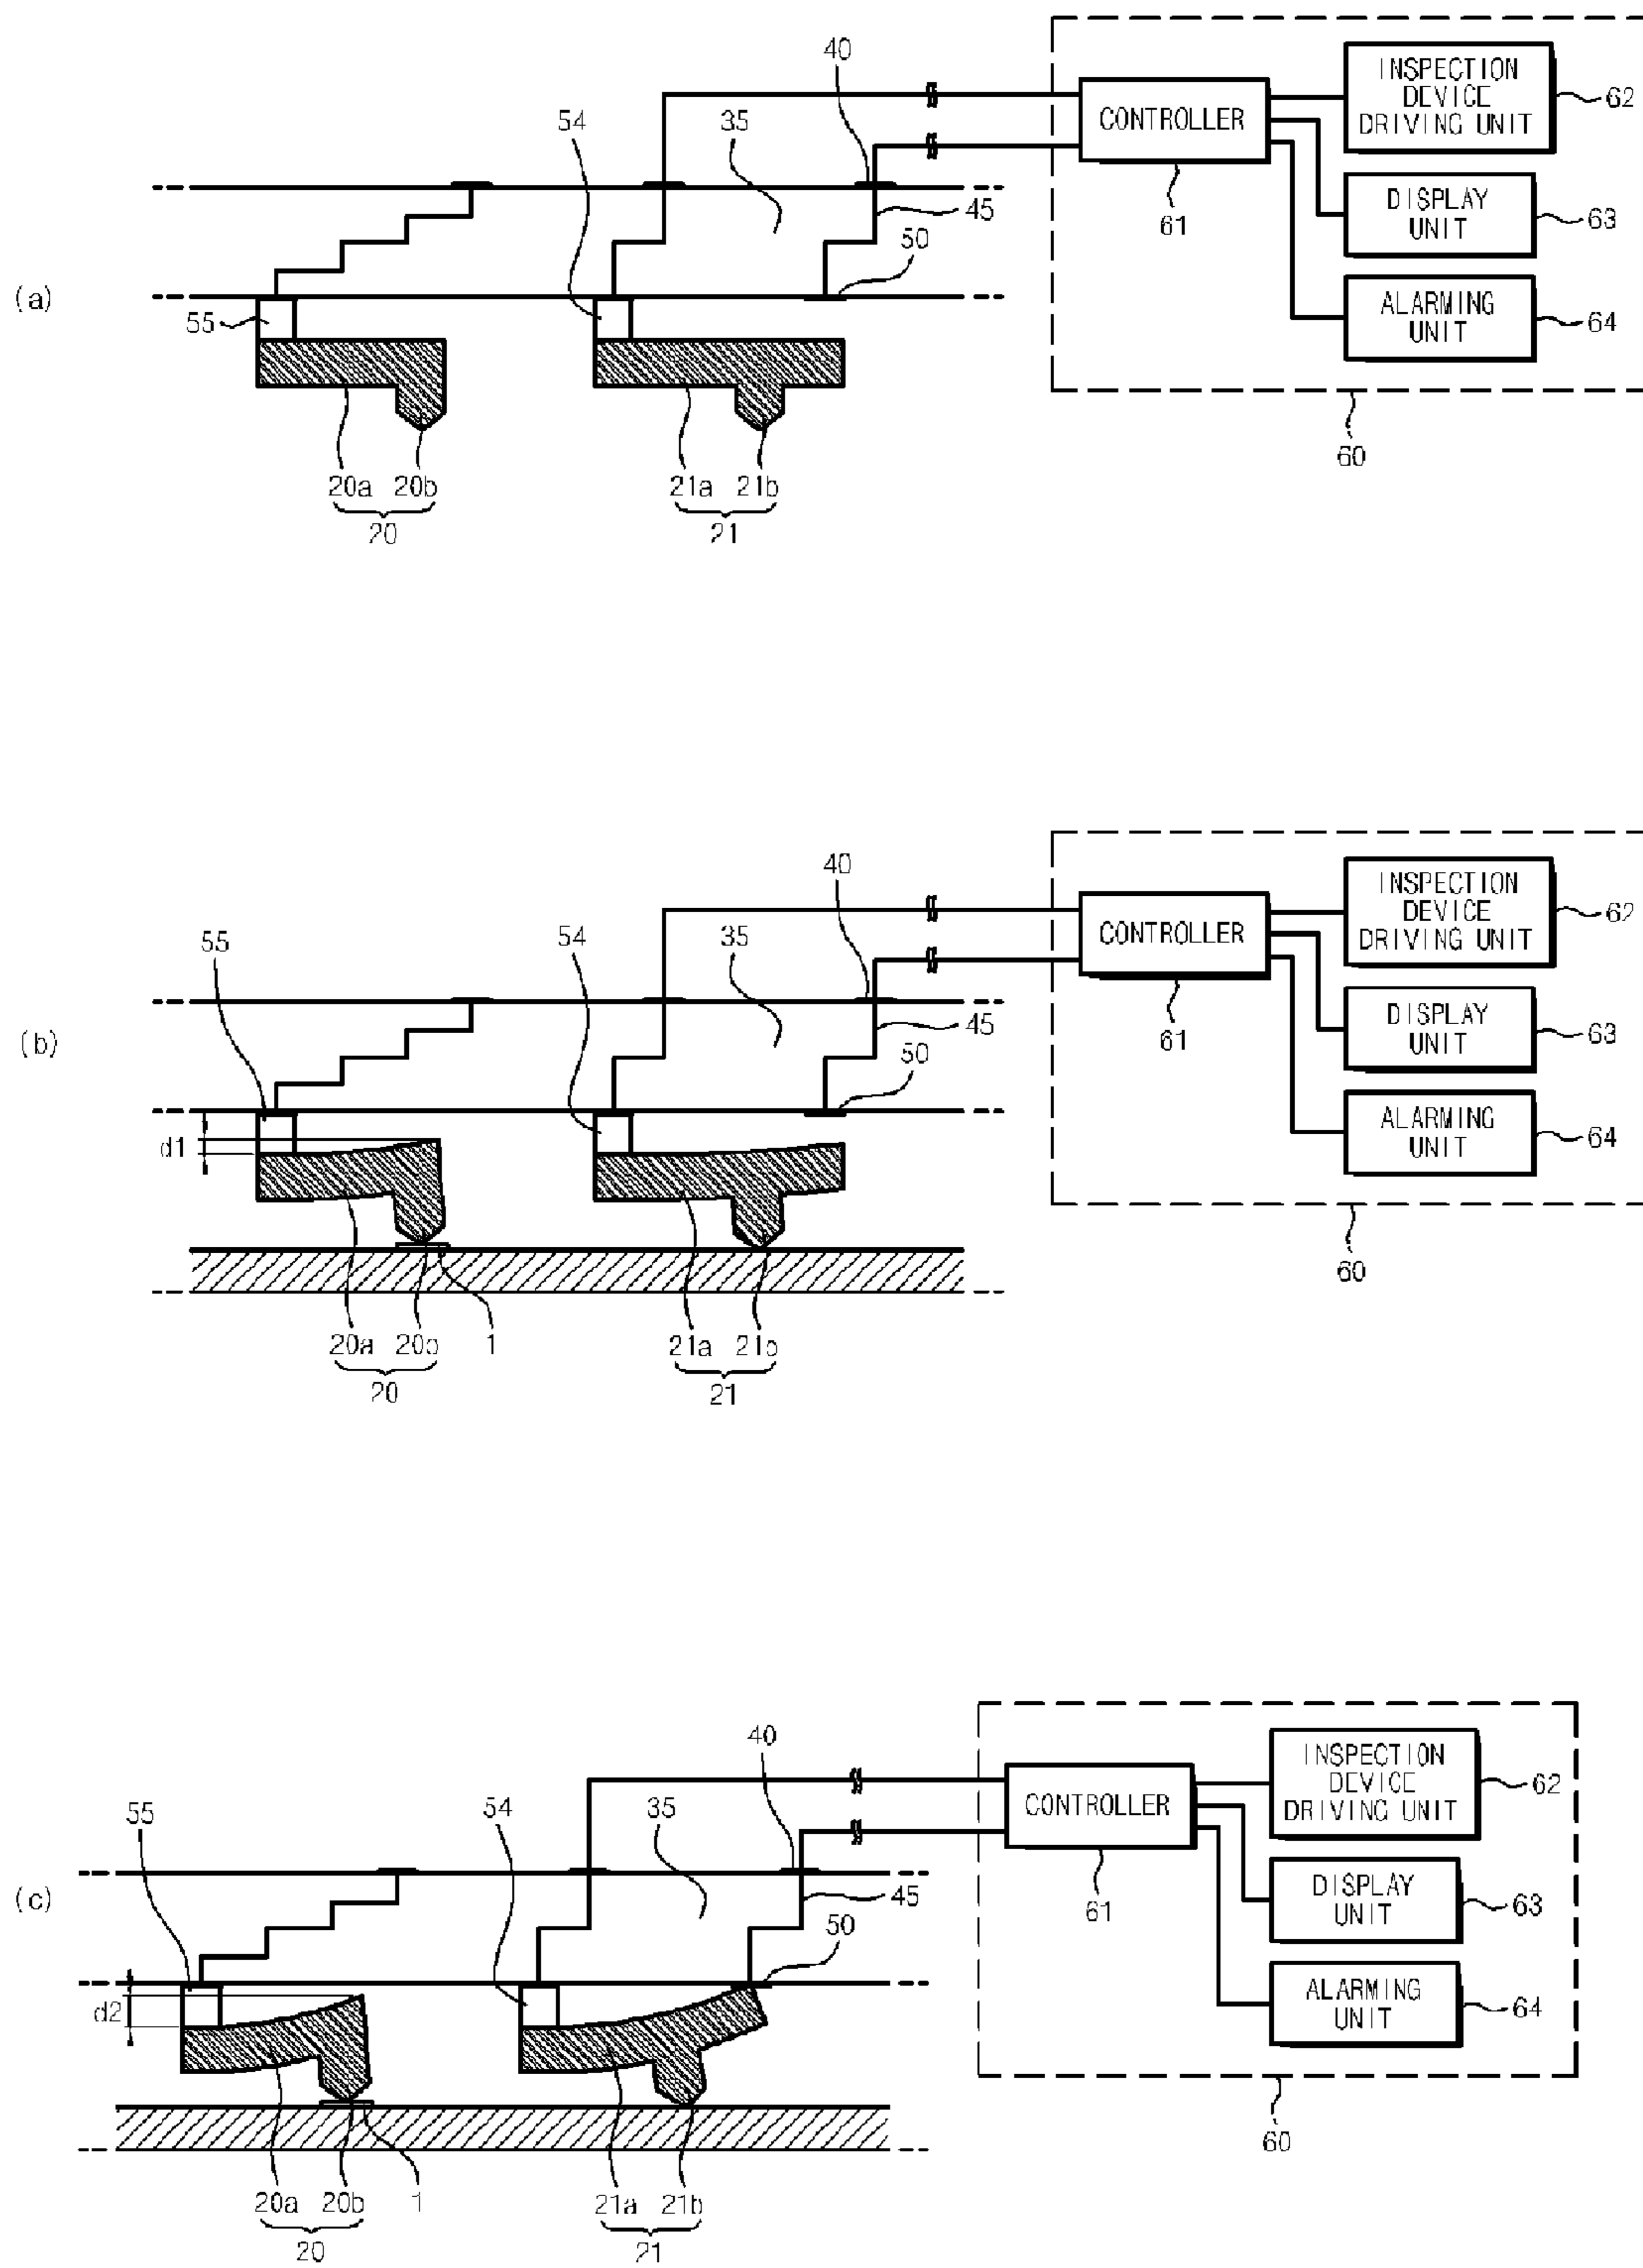 40
INSPECTION
DEVICE
DRIVING UNIT
62
CONTROLLER
54
35
61
45
DISPLAY
UNIT
63
50
(a)
55
ALARMING
UNIT
64
60
20a 20b
21a 21b
20
21
40
INSPECTION
DEVICE
DRIVING UNIT
62
CONTROLLER
55
54
35
61
45
DISPLAY
UNIT
63
(b)
50
d1
ALARMING
UNIT
64
60
20a 20b 1
21a 21b
20
21
40
INSPECTION
DEVICE
DRIVING UNIT
62
CONTROLLER
55
54
35
61
45
DISPLAY
UNIT
63
(c)
50
d2
ALARMING
UNIT
64
60
20a 20b 1
21a 21b
20
21